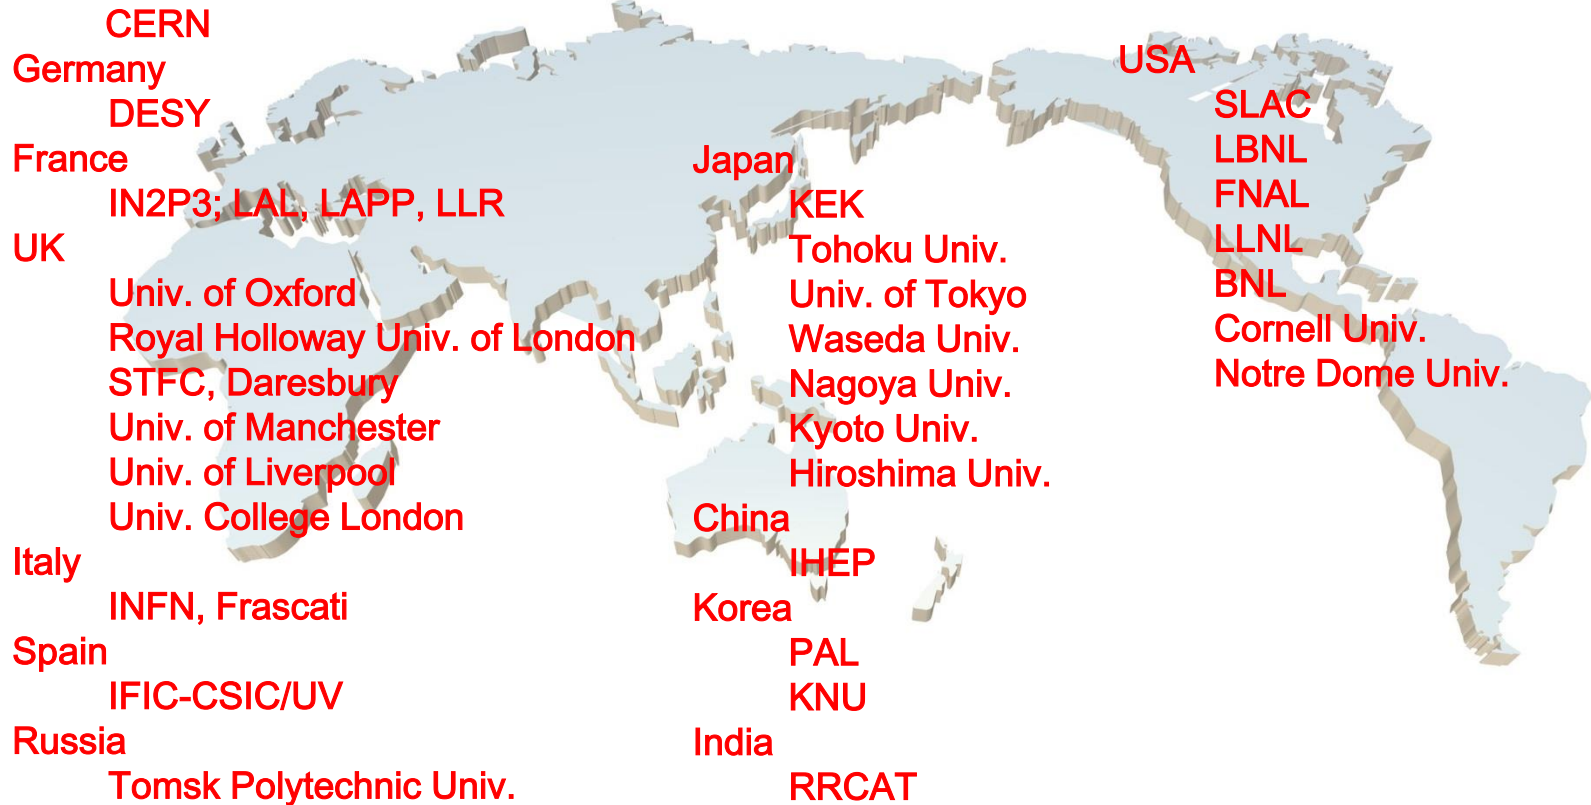 CERN
Germany
DESY
France
IN2P3; LAL, LAPP, LLR
UK
Univ. of Oxford
Royal Holloway Univ. of London
STFC, Daresbury
Univ. of Manchester
Univ. of Liverpool
Univ. College London
Italy
INFN, Frascati
Spain
IFIC-CSIC/UV
Russia
Tomsk Polytechnic Univ.
Japan
KEK
Tohoku Univ.
Univ. of Tokyo
Waseda Univ.
Nagoya Univ.
Kyoto Univ.
Hiroshima Univ.
China
IHEP
Korea
PAL
KNU
India
RRCAT
USA
SLAC
LBNL
FNAL
LLNL
BNL
Cornell Univ.
Notre Dome Univ.